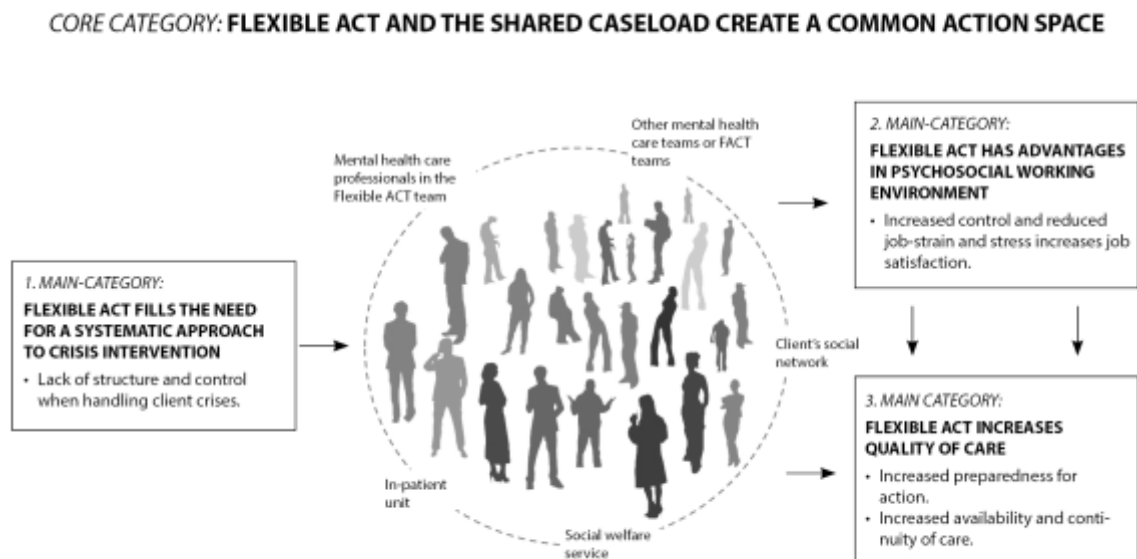 CORE CATEGORY: FLEXIBLE ACT AND THE SHARED CASELOAD CREATE A COMMON ACTION SPACE
1. MAIN-CATEGORY:
FLEXIBLE ACT FILLS THE NEED
FOR A SYSTEMATIC APPROACH
TO CRISIS INTERVENTION
• Lack of structure and control
when handling client crises.
Mental health care
professionals in the
Flexible ACT team
Other mental health
care teams or FACT
teams
Client's social
network
In-patient
unit
Social welfare
service
2. MAIN-CATEGORY:
FLEXIBLE ACT HAS ADVANTAGES
IN PSYCHOSOCIAL WORKING
ENVIRONMENT
• Increased control and reduced
job-strain and stress increases job
satisfaction.
3. MAIN CATEGORY:
FLEXIBLE ACT INCREASES
QUALITY OF CARE
• Increased preparedness for
action.
• Increased availability and conti-
nuity of care.